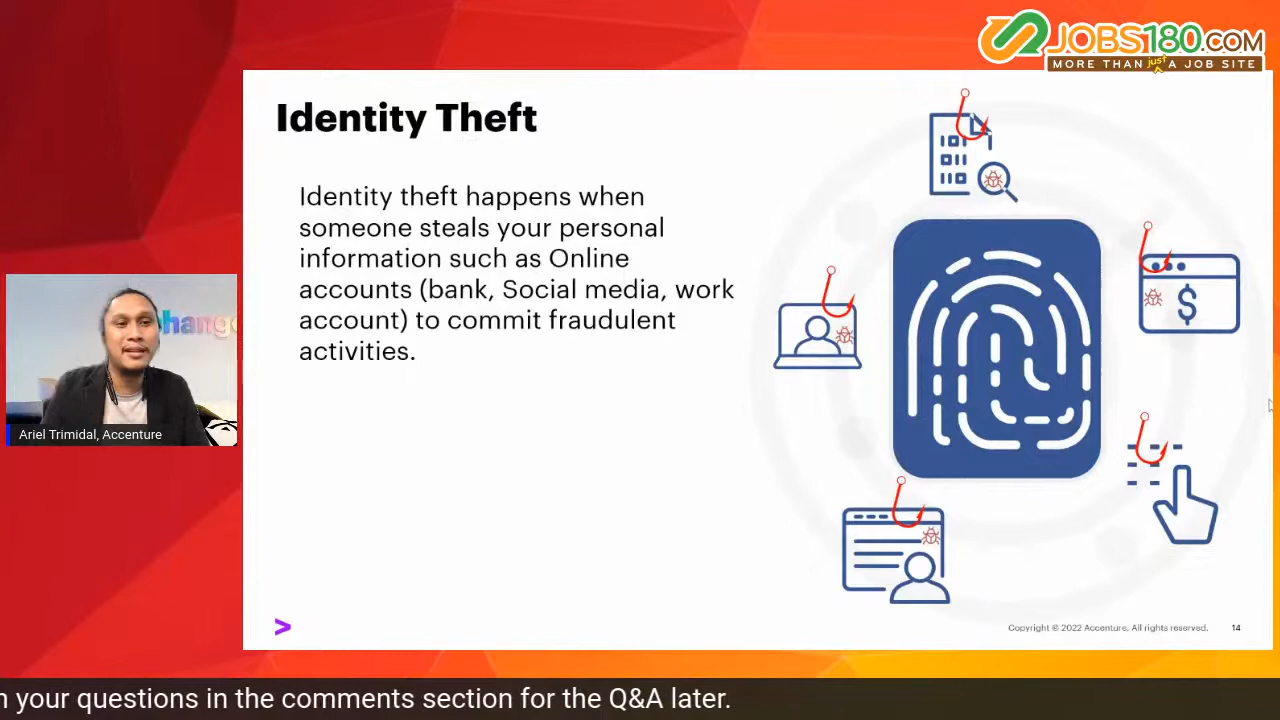 JOBS180.COM
MORE THAN just A JOB SITE
Identity Theft
Identity theft happens when
someone steals your personal
information such as Online
accounts (bank, Social media, work
account) to commit fraudulent
activities.
hang
Ariel Trimidal, Accenture
$
>
Copyright © 2022 Accenture. All rights reserved.
14
your questions in the comments section for the Q&A later.